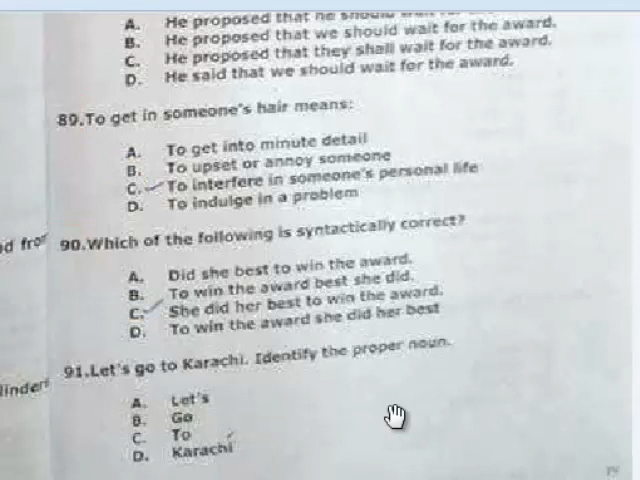 A. He proposed that he should wait for the
B. He proposed that we should wait for the award.
C. He proposed that they shall wait for the award.
D. He said that we should wait for the award.
89.To get in someone's hair means:
A. To get into minute detail
B. To upset or annoy someone
C. To interfere in someone's personal life
D. To indulge in a problem
90.Which of the following is syntactically correct?
A. Did she best to win the award.
B. To win the award best she did.
C. She did her best to win the award.
D. To win the award she did her best
91.Let's go to Karachi. Identify the proper noun.
A. Let's
B. Go
C. To
D. Karachi